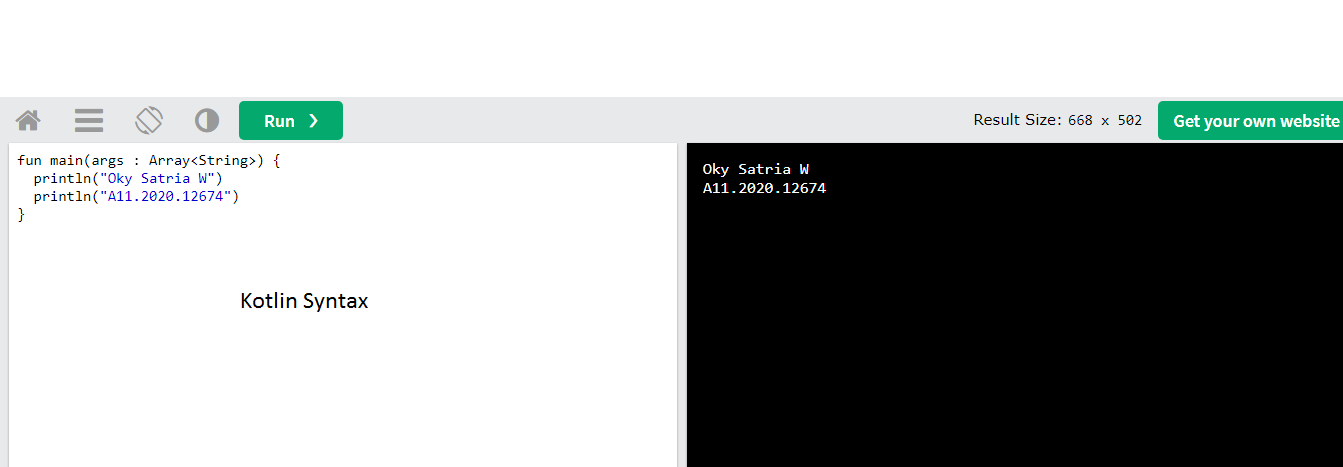 Run ❯
Result Size: 668 x 502
Get your own website
fun main(args : Array<String>) {
  println("Oky Satria W")
  println("A11.2020.12674")
}
Kotlin Syntax
Oky Satria W
A11.2020.12674